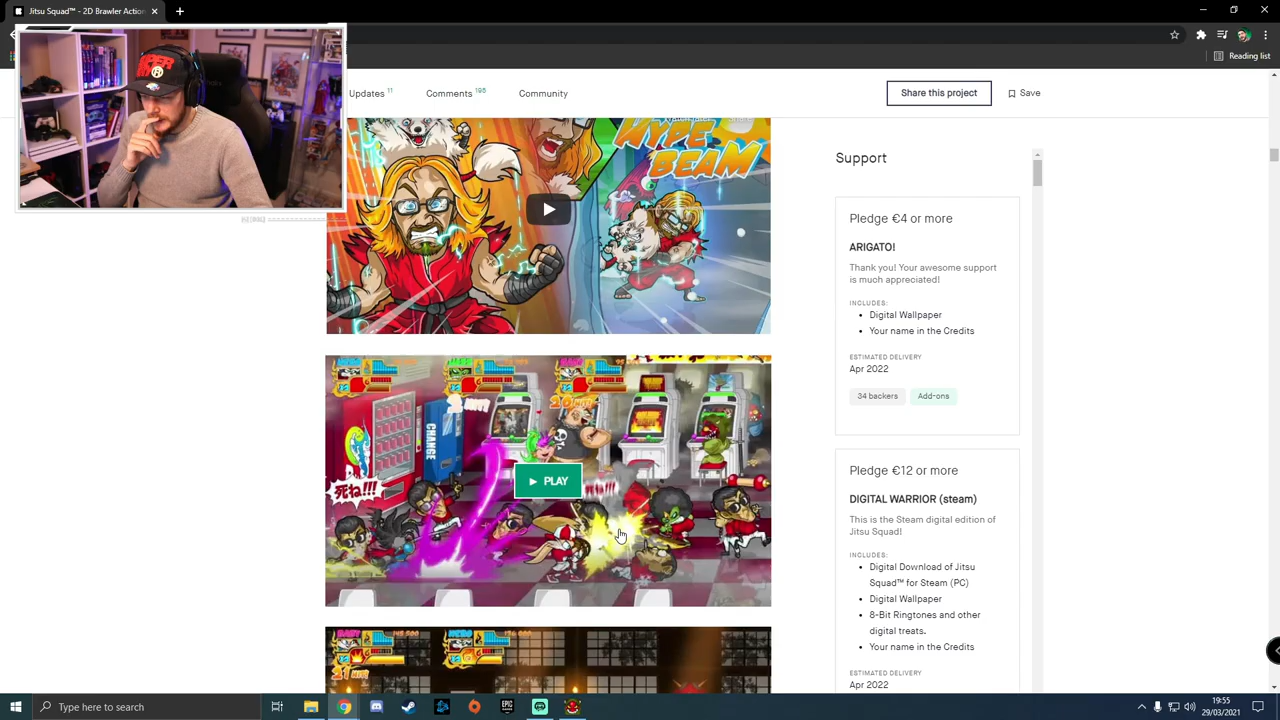 Jitsu Squad™ - 2D Brawler Action
Reading list
Updates 11
Comments 195
Community
Share this project
Save
HYPE
BEAM
Support
Pledge €4 or more
ARIGATO!
Thank you! Your awesome support
is much appreciated!
INCLUDES:
Digital Wallpaper
Your name in the Credits
ESTIMATED DELIVERY
Apr 2022
34 backers
Add-ons
CHANGE
死ね!!!
PLAY
Pledge €12 or more
DIGITAL WARRIOR (steam)
This is the Steam digital edition of
Jitsu Squad!
INCLUDES:
Digital Download of Jitsu
Squad™ for Steam (PC)
Digital Wallpaper
8-Bit Ringtones and other
digital treats.
Your name in the Credits
ESTIMATED DELIVERY
Apr 2022
BABY
HERO
Type here to search
EPIC
GAMES
19:55
29/03/2021